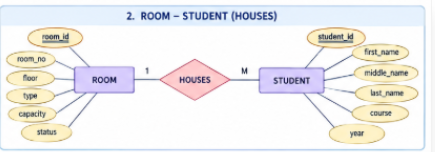 2. ROOM – STUDENT (HOUSES)
room_id
room_no
floor
type
capacity
status
ROOM
1
HOUSES
M
STUDENT
student_id
first_name
middle_name
last_name
course
year